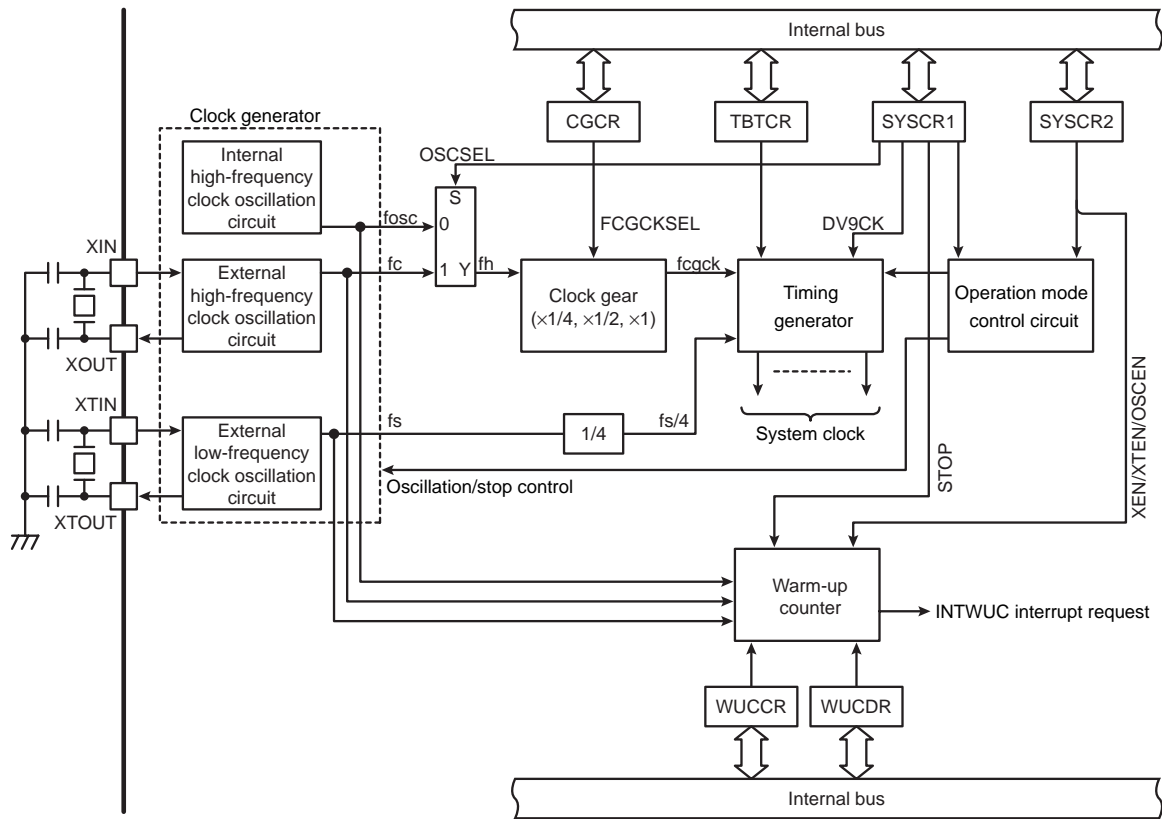 Internal bus
CGCR
TBTCR
SYSCR1
SYSCR2
Clock generator
Internal
high-frequency
clock oscillation
circuit
OSCSEL
S
0
1 Y
fosc
fc
fh
FCGCKSEL
DV9CK
XIN
XOUT
External
high-frequency
clock oscillation
circuit
Clock gear
(×1/4, ×1/2, ×1)
fcgck
Timing
generator
Operation mode
control circuit
XTIN
XTOUT
External
low-frequency
clock oscillation
circuit
fs
1/4
fs/4
System clock
Oscillation/stop control
STOP
XEN/XTEN/OSCEN
Warm-up
counter
INTWUC interrupt request
WUCCR
WUCDR
Internal bus